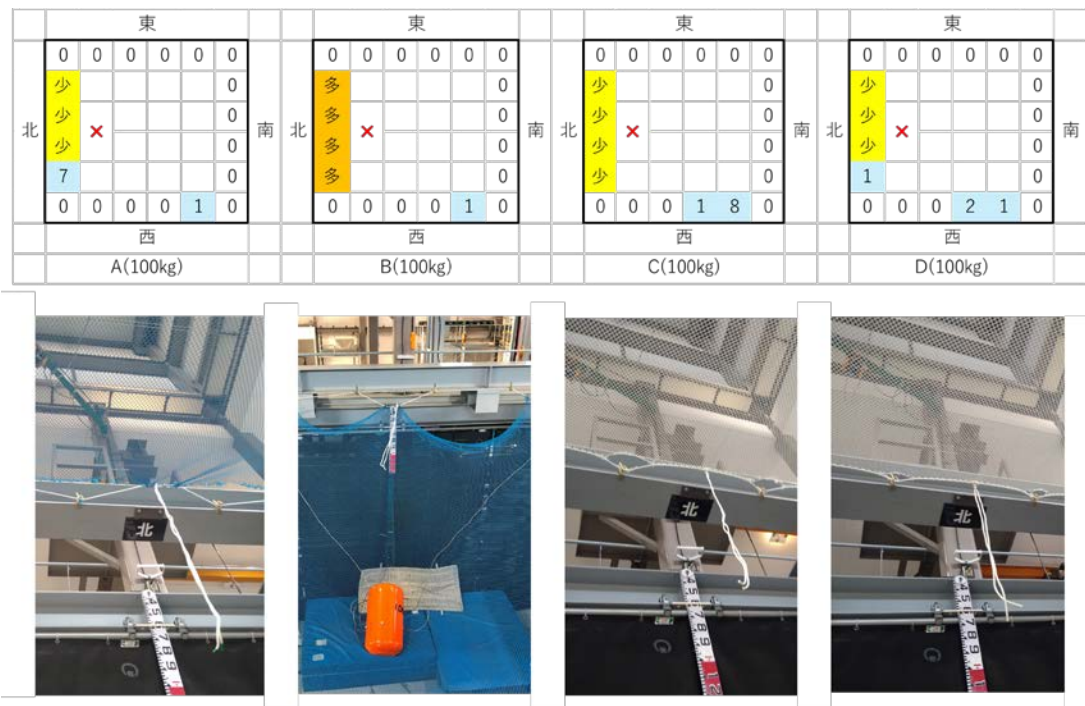 東 東 東 東
0 0 0 0 0 0 0 0 0 0 0 0 0 0 0 0 0 0 0 0 0 0 0 0
少 0 多 0 少 0 少 0
少 0 多 0 少 0 少 0
北 少 × 0 南 北 多 × 0 南 北 少 × 0 南 北 少 × 0 南
7 0 多 0 少 0 1 0
0 0 0 0 1 0 0 0 0 0 1 0 0 0 0 1 8 0 0 0 0 2 1 0
西 西 西 西
A(100kg) B(100kg) C(100kg) D(100kg)
北 北 北